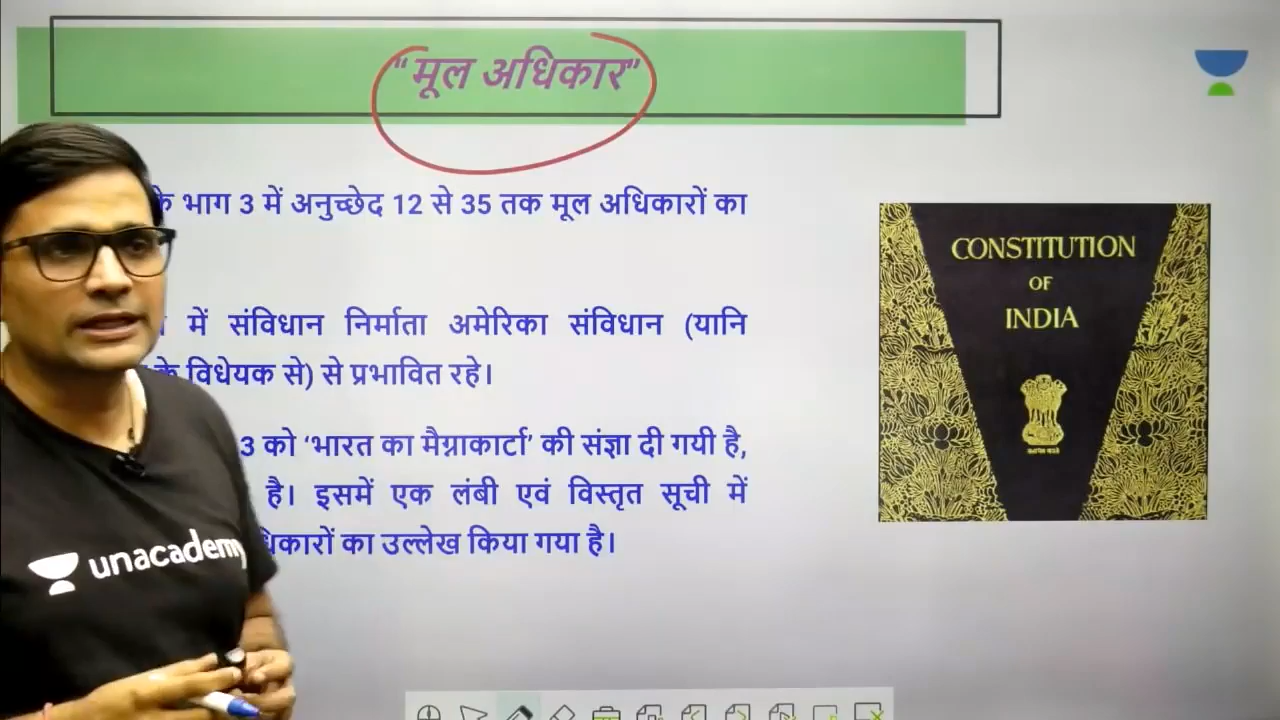 "मूल अधिकार"
के भाग 3 में अनुच्छेद 12 से 35 तक मूल अधिकारों का
में संविधान निर्माता अमेरिका संविधान (यानि
के विधेयक से) से प्रभावित रहे।
3 को 'भारत का मैग्नाकार्टा' की संज्ञा दी गयी है,
है। इसमें एक लंबी एवं विस्तृत सूची में
धिकारों का उल्लेख किया गया है।
CONSTITUTION
OF
INDIA
unacademy